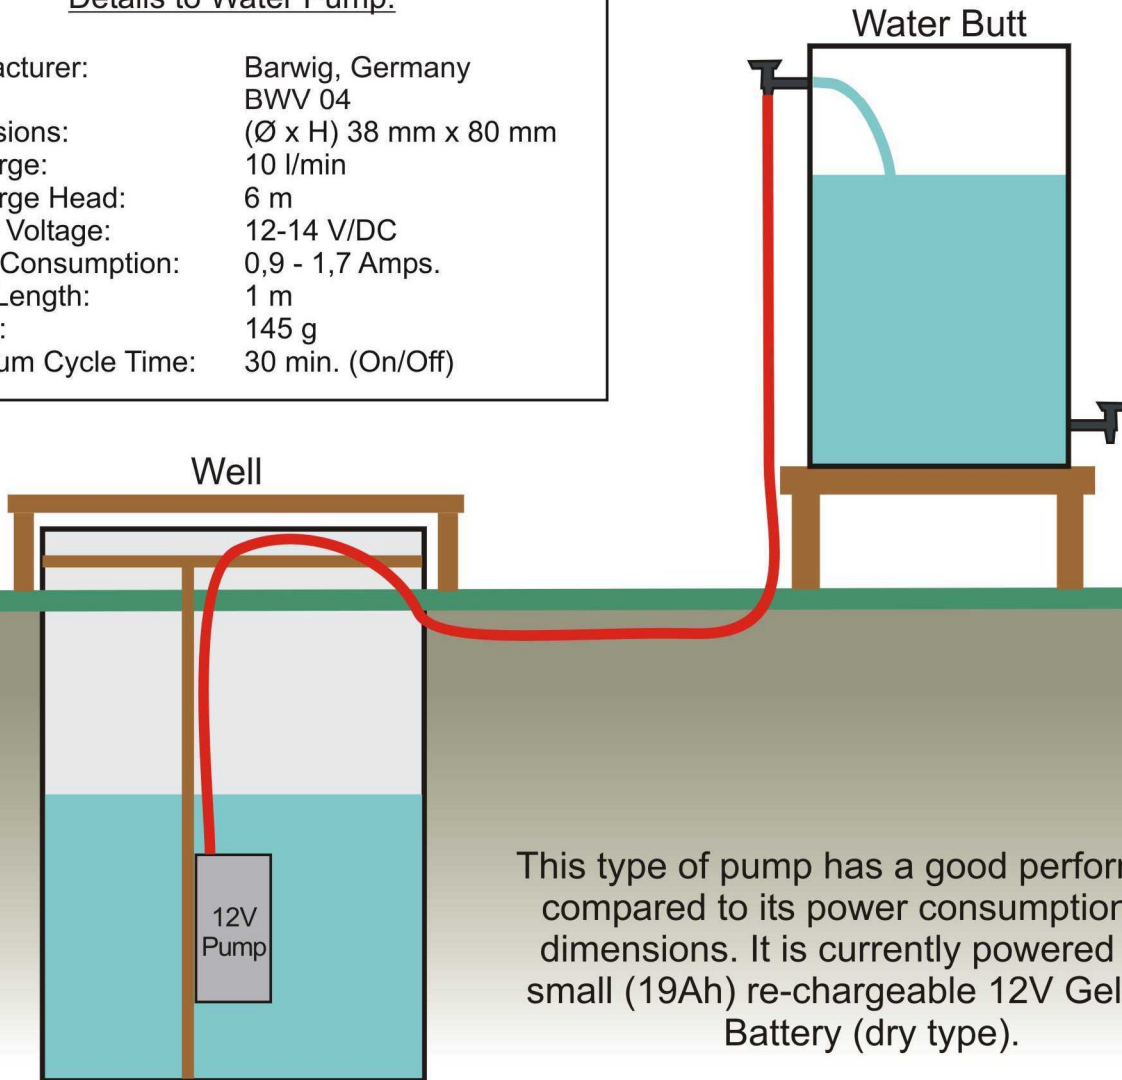 Details to Water Pump:
acturer: Barwig, Germany
BWV 04
sions: (Ø x H) 38 mm x 80 mm
rge: 10 l/min
rge Head: 6 m
Voltage: 12-14 V/DC
Consumption: 0,9 - 1,7 Amps.
Length: 1 m
: 145 g
um Cycle Time: 30 min. (On/Off)
Water Butt
Well
12V
Pump
This type of pump has a good perform
compared to its power consumption
dimensions. It is currently powered
small (19Ah) re-chargeable 12V Gel
Battery (dry type).